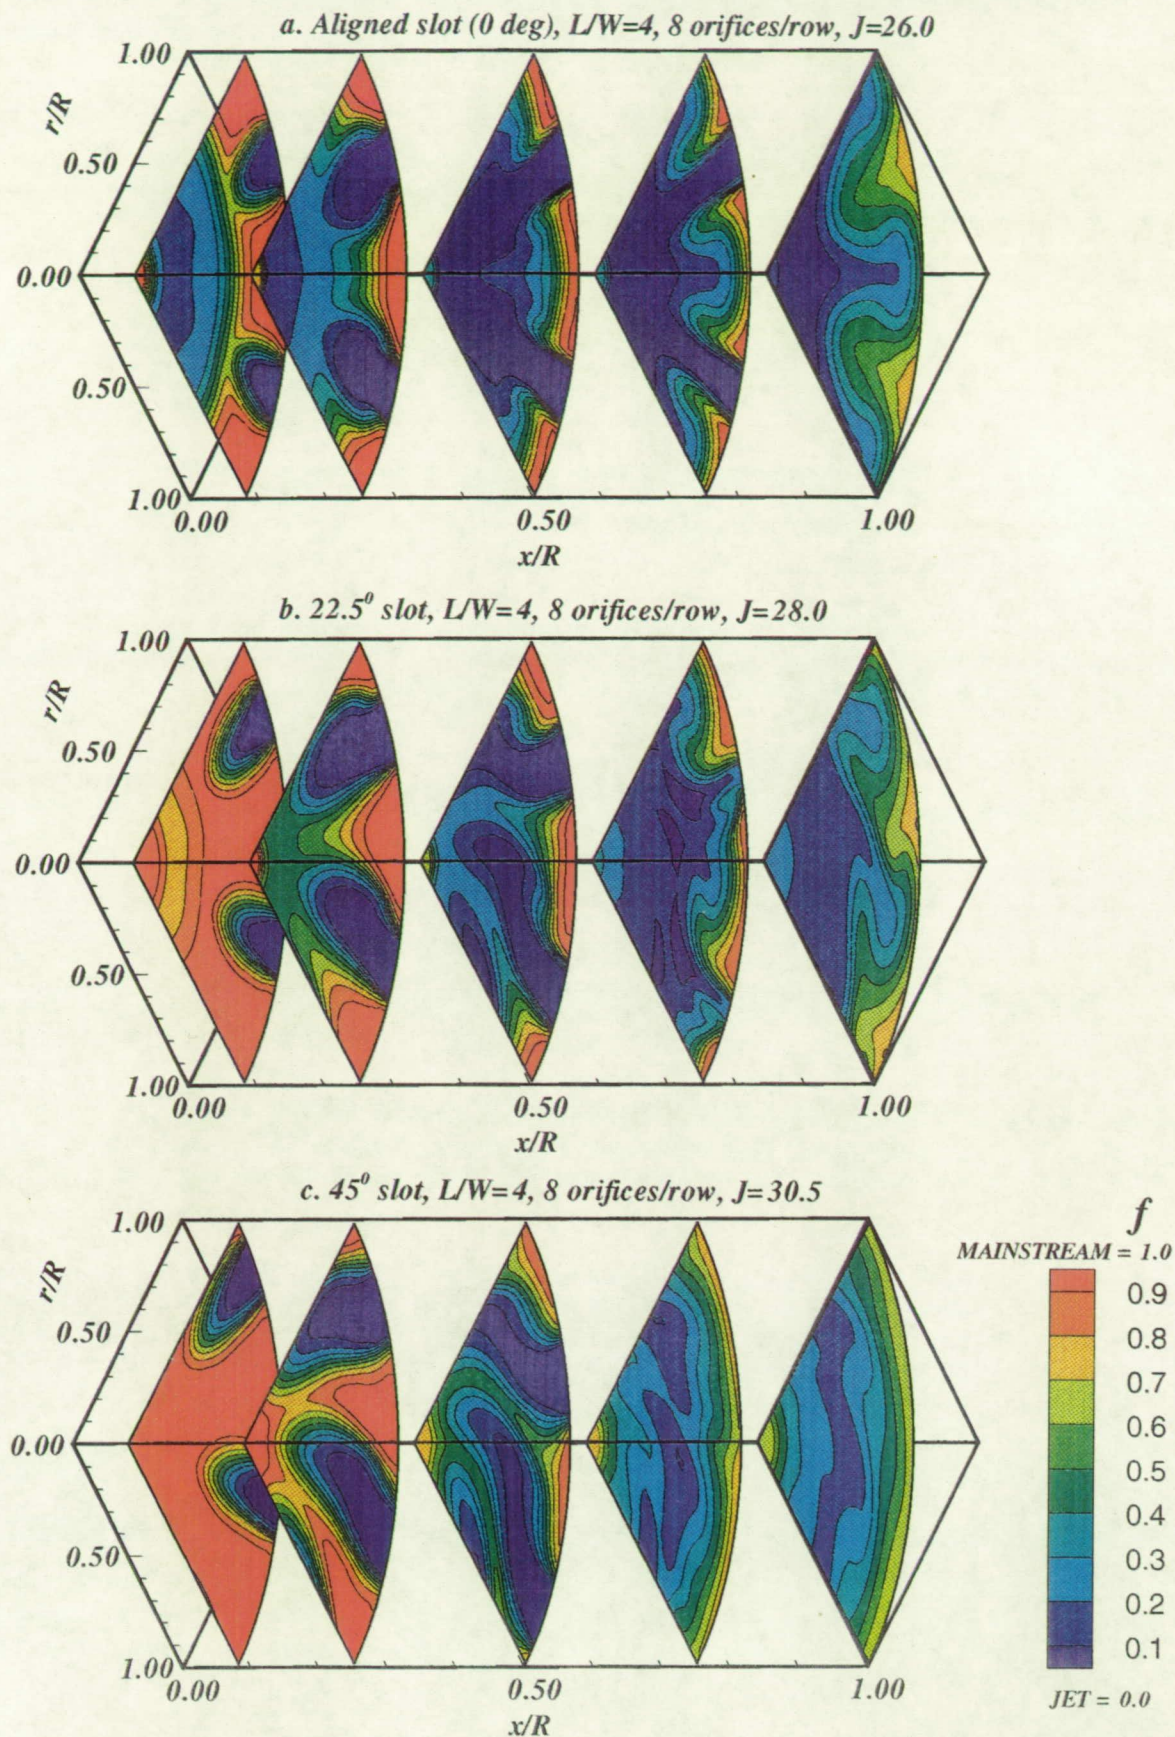 a. Aligned slot (0 deg), L/W=4, 8 orifices/row, J=26.0
1.00
r/R
0.50
0.00
0.50
1.00
0.00 0.50 1.00
x/R
b. 22.5⁰ slot, L/W=4, 8 orifices/row, J=28.0
1.00
r/R
0.50
0.00
0.50
1.00
0.00 0.50 1.00
x/R
c. 45⁰ slot, L/W=4, 8 orifices/row, J=30.5
1.00
r/R
0.50
0.00
0.50
1.00
0.00 0.50 1.00
x/R
f
MAINSTREAM = 1.0
0.9
0.8
0.7
0.6
0.5
0.4
0.3
0.2
0.1
JET = 0.0